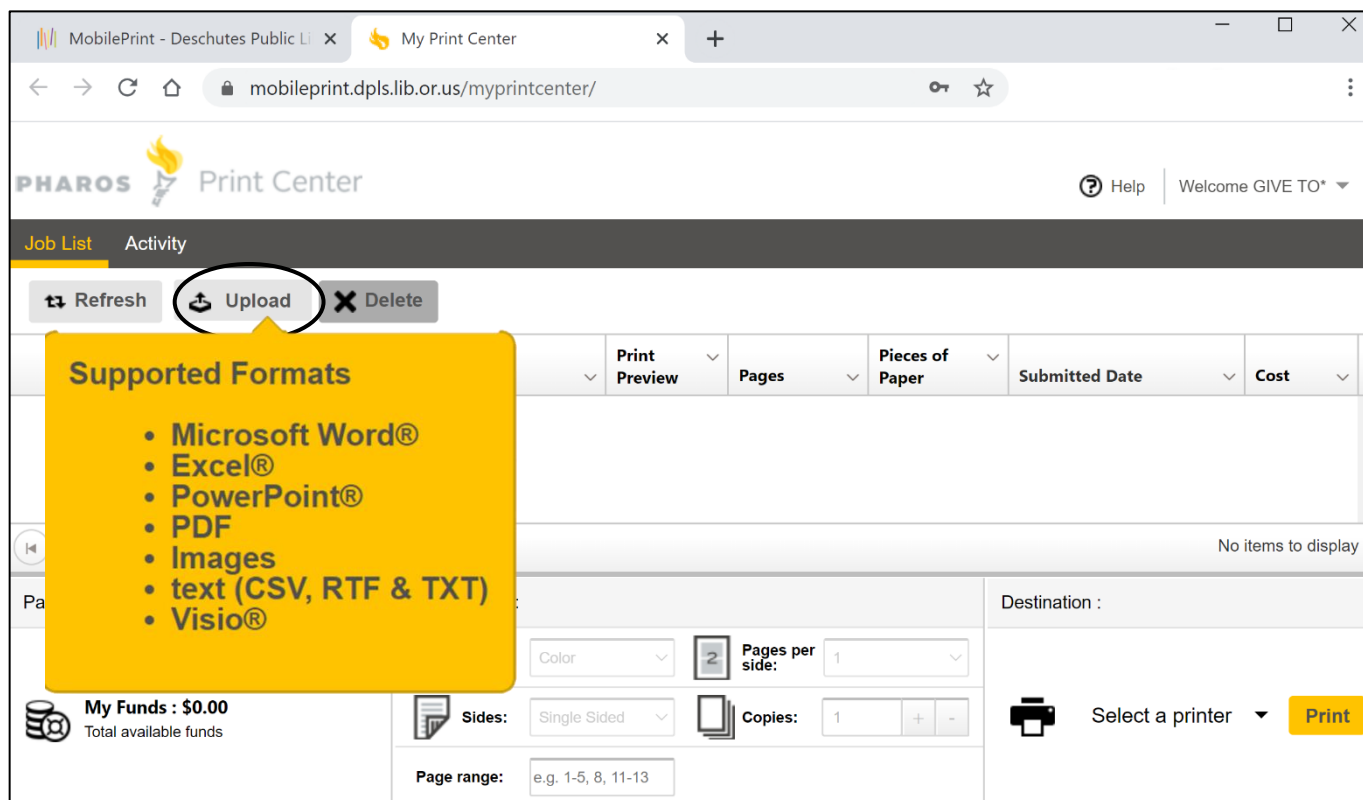 MobilePrint - Deschutes Public Li
My Print Center
mobileprint.dpls.lib.or.us/myprintcenter/
PHAROS Print Center
Help
Welcome GIVE TO*
Job List
Activity
Refresh
Upload
Delete
Supported Formats
• Microsoft Word®
• Excel®
• PowerPoint®
• PDF
• Images
• text (CSV, RTF & TXT)
• Visio®
Print Preview
Pages
Pieces of Paper
Submitted Date
Cost
No items to display
Pa
:
Destination :
Color
2
Pages per side:
1
My Funds : $0.00
Total available funds
Sides:
Single Sided
Copies:
1
+
-
Select a printer
Print
Page range:
e.g. 1-5, 8, 11-13